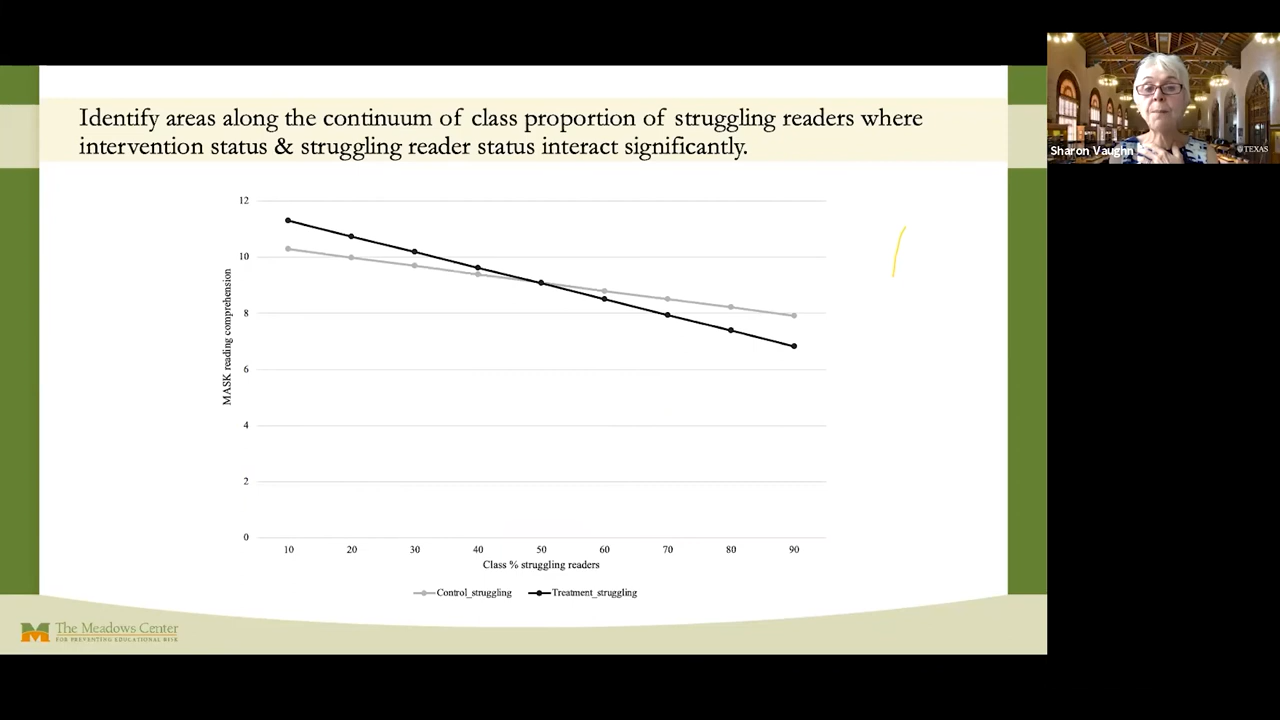 Identify areas along the continuum of class proportion of struggling readers where
intervention status & struggling reader status interact significantly.
Sharon Vaughn
TEXAS
12
10
8
6
4
2
0
MASK reading comprehension
10 20 30 40 50 60 70 80 90
Class % struggling readers
Control_struggling Treatment_struggling
The Meadows Center
FOR PREVENTING EDUCATIONAL RISK